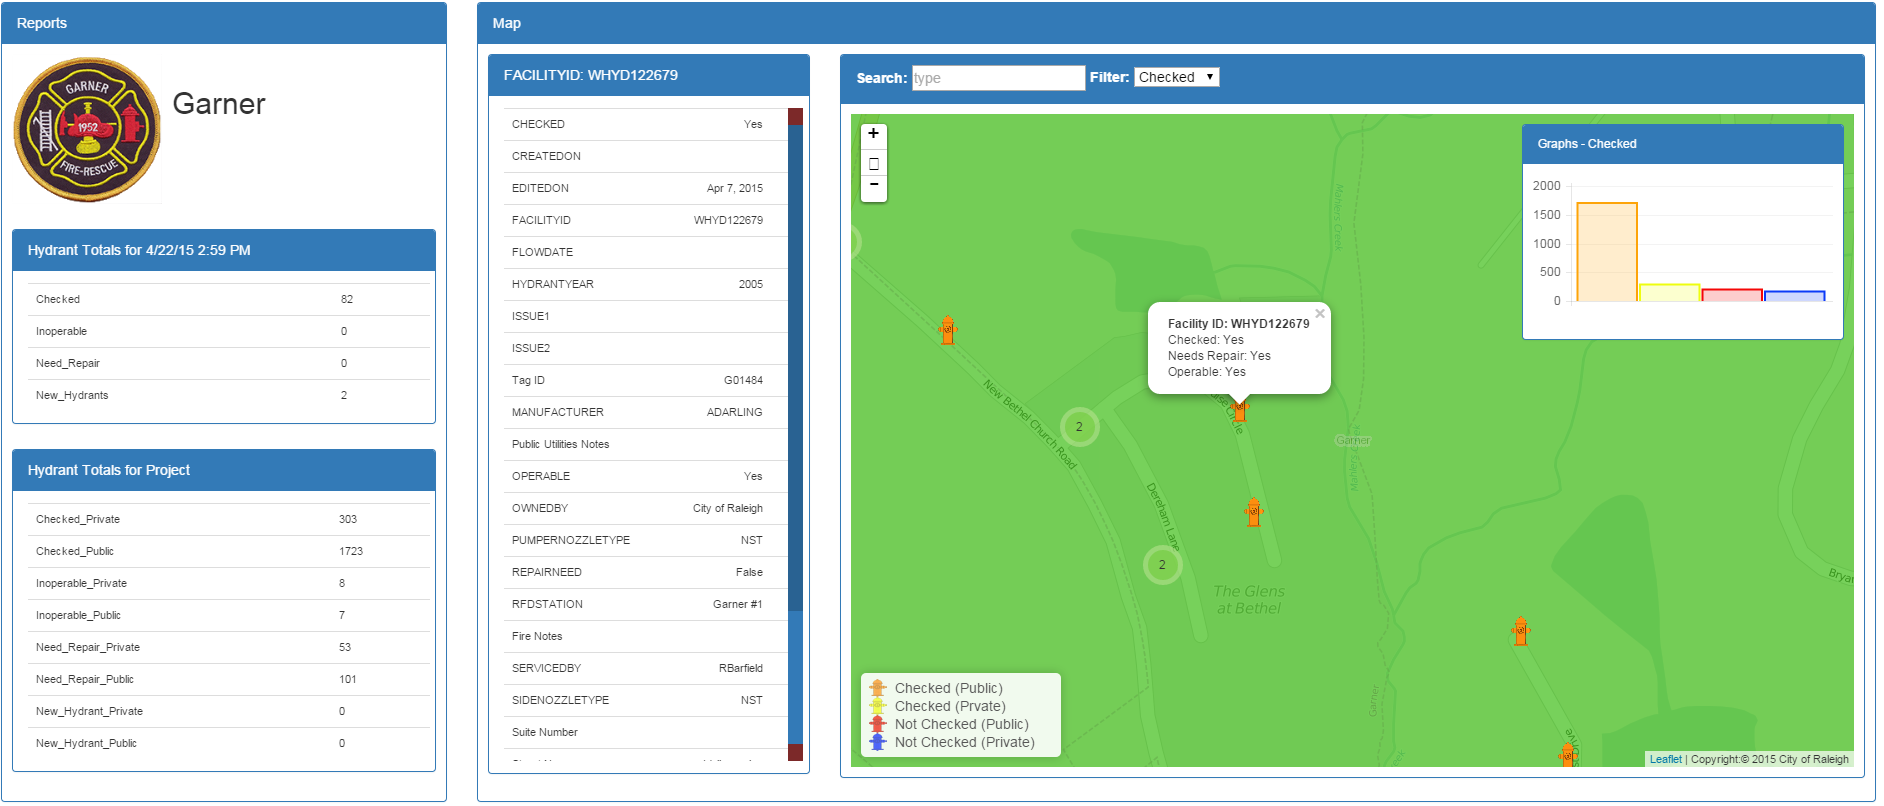 Reports
GARNER
1952
FIRE-RESCUE
Garner
Hydrant Totals for 4/22/15 2:59 PM
Checked 82
Inoperable 0
Need_Repair 0
New_Hydrants 2
Hydrant Totals for Project
Checked_Private 303
Checked_Public 1723
Inoperable_Private 8
Inoperable_Public 7
Need_Repair_Private 53
Need_Repair_Public 101
New_Hydrant_Private 0
New_Hydrant_Public 0
Map
FACILITYID: WHYD122679
CHECKED Yes
CREATEDON
EDITEDON Apr 7, 2015
FACILITYID WHYD122679
FLOWDATE
HYDRANTYEAR 2005
ISSUE1
ISSUE2
Tag ID G01484
MANUFACTURER ADARLING
Public Utilities Notes
OPERABLE Yes
OWNEDBY City of Raleigh
PUMPERNOZZLETYPE NST
REPAIRNEED False
RFDSTATION Garner #1
Fire Notes
SERVICEDBY RBarfield
SIDENOZZLETYPE NST
Suite Number
Search: type Filter: Checked
+
−
Graphs - Checked
2000
1500
1000
500
0
Mahlers Creek
Facility ID: WHYD122679 ×
Checked: Yes
Needs Repair: Yes
Operable: Yes
New Bethel Church Road
2
Circle
Garner
Mahlers Creek
Dereham Lane
2
The Glens
at Bethel
Garner
Checked (Public)
Checked (Prvate)
Not Checked (Public)
Not Checked (Private)
Leaflet | Copyright:© 2015 City of Raleigh